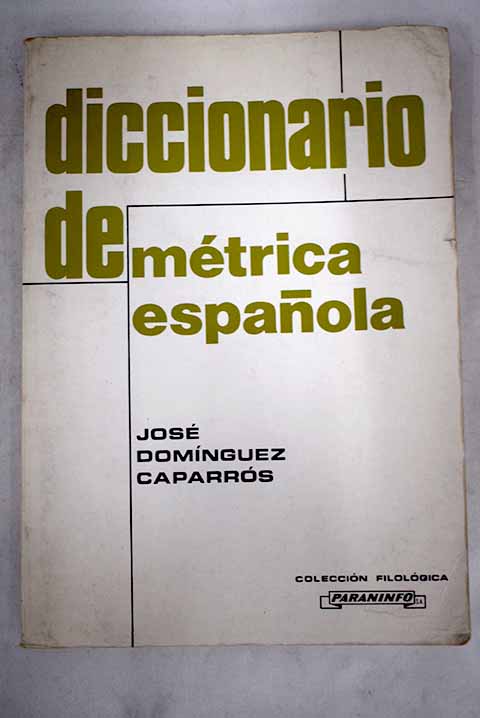 diccionario
de
métrica
española
JOSÉ
DOMÍNGUEZ
CAPARRÓS
COLECCIÓN FILOLÓGICA
PARANINFO S.A.